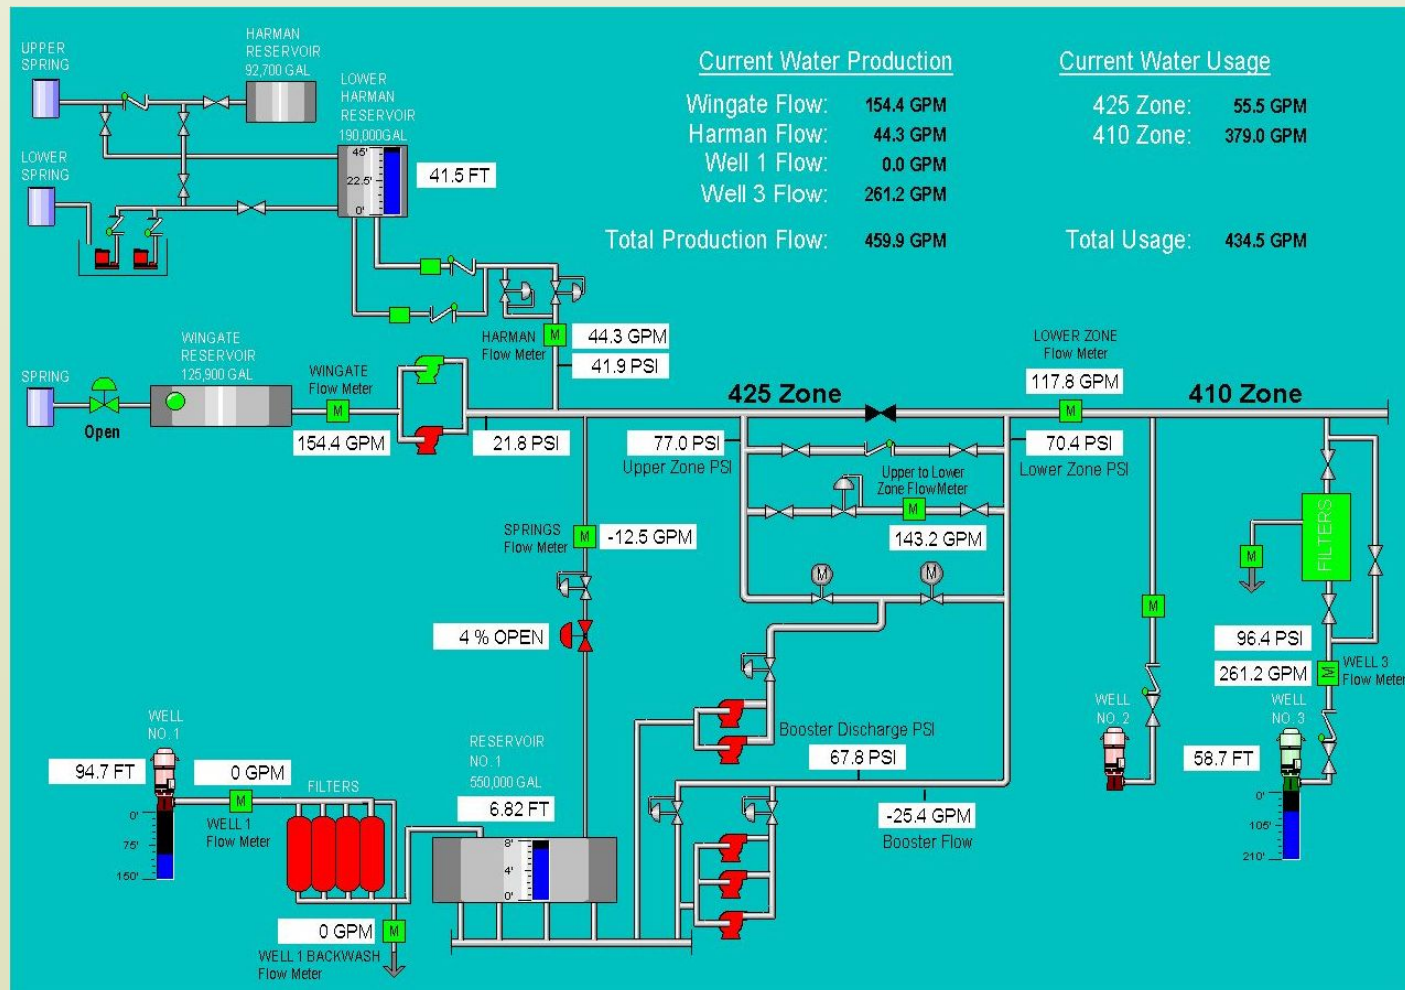 UPPER
SPRING
HARMAN
RESERVOIR
92,700 GAL
LOWER
HARMAN
RESERVOIR
190,000GAL
45'
22.5'
0'
41.5 FT
LOWER
SPRING
Current Water Production
Wingate Flow: 154.4 GPM
Harman Flow: 44.3 GPM
Well 1 Flow: 0.0 GPM
Well 3 Flow: 261.2 GPM
Total Production Flow: 459.9 GPM
Current Water Usage
425 Zone: 55.5 GPM
410 Zone: 379.0 GPM
Total Usage: 434.5 GPM
HARMAN
Flow Meter
M
44.3 GPM
41.9 PSI
WINGATE
RESERVOIR
125,900 GAL
SPRING
Open
WINGATE
Flow Meter
M
154.4 GPM
21.8 PSI
425 Zone
77.0 PSI
Upper Zone PSI
LOWER ZONE
Flow Meter
117.8 GPM
M
410 Zone
70.4 PSI
Lower Zone PSI
Upper to Lower
Zone FlowMeter
M
143.2 GPM
SPRINGS
Flow Meter
M
-12.5 GPM
4 % OPEN
M
M
M
FILTERS
M
96.4 PSI
261.2 GPM
M
WELL 3
Flow Meter
WELL
NO. 2
WELL
NO. 3
58.7 FT
0'
105'
210'
Booster Discharge PSI
67.8 PSI
-25.4 GPM
Booster Flow
WELL
NO. 1
94.7 FT
0'
75'
150'
0 GPM
M
WELL 1
Flow Meter
FILTERS
RESERVOIR
NO.1
550,000 GAL
6.82 FT
8'
4'
0'
0 GPM
M
WELL 1 BACKWASH
Flow Meter